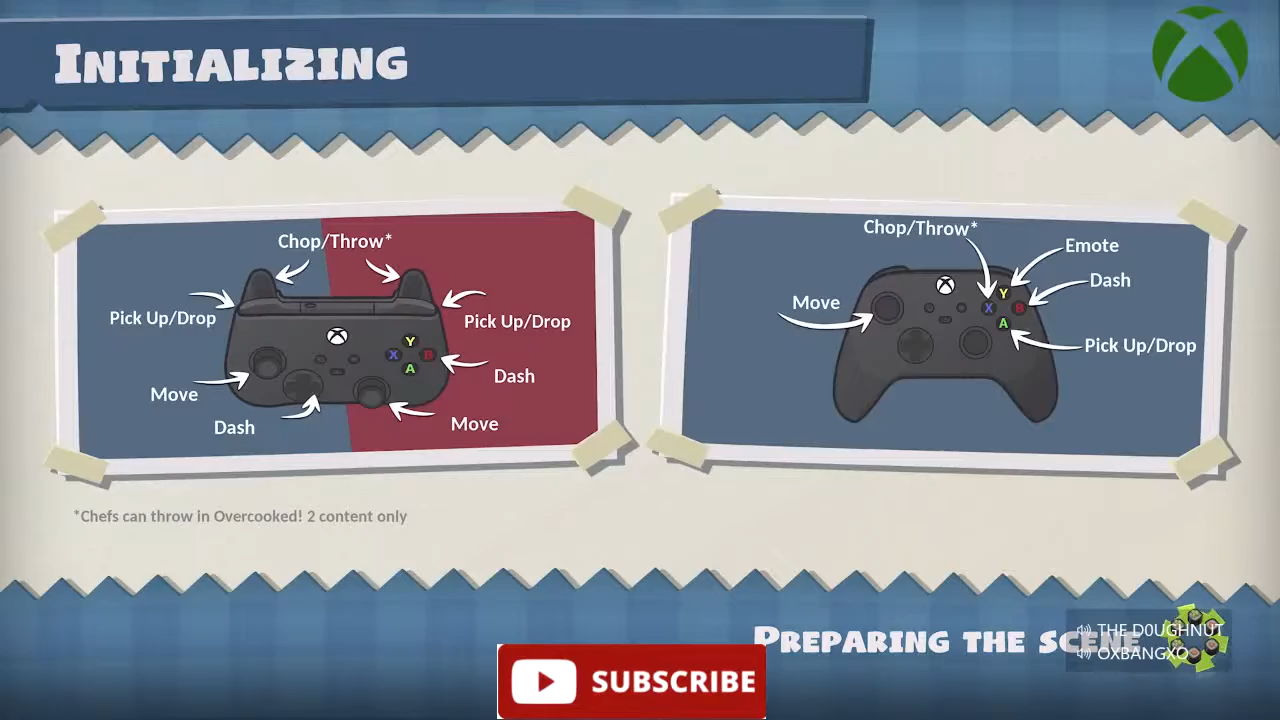 INITIALIZING
Chop/Throw*
Pick Up/Drop
Pick Up/Drop
Move
Dash
Dash
Move
Y
X
B
A
Chop/Throw*
Emote
Dash
Move
Pick Up/Drop
Y
X
B
A
*Chefs can throw in Overcooked! 2 content only
PREPARING THE SCENE
THE D0UGHNUT
OXBANGXO
SUBSCRIBE